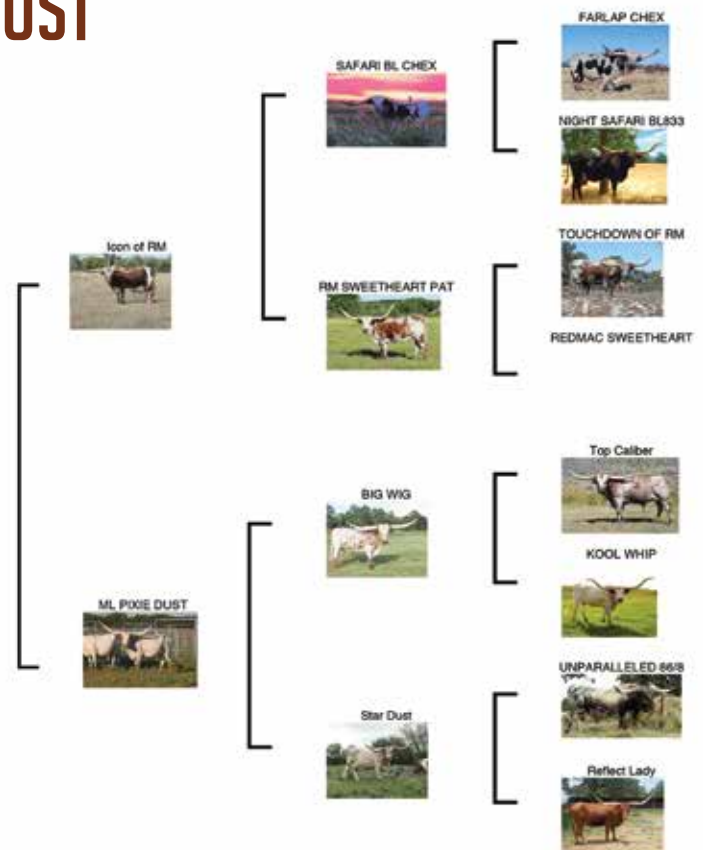 UST
FARLAP CHEX
SAFARI BL CHEX
NIGHT SAFARI BL833
Icon of RM
TOUCHDOWN OF RM
RM SWEETHEART PAT
REDMAC SWEETHEART
Top Caliber
BIG WIG
KOOL WHIP
ML PIXIE DUST
UNPARALLELED 86/8
Star Dust
Reflect Lady